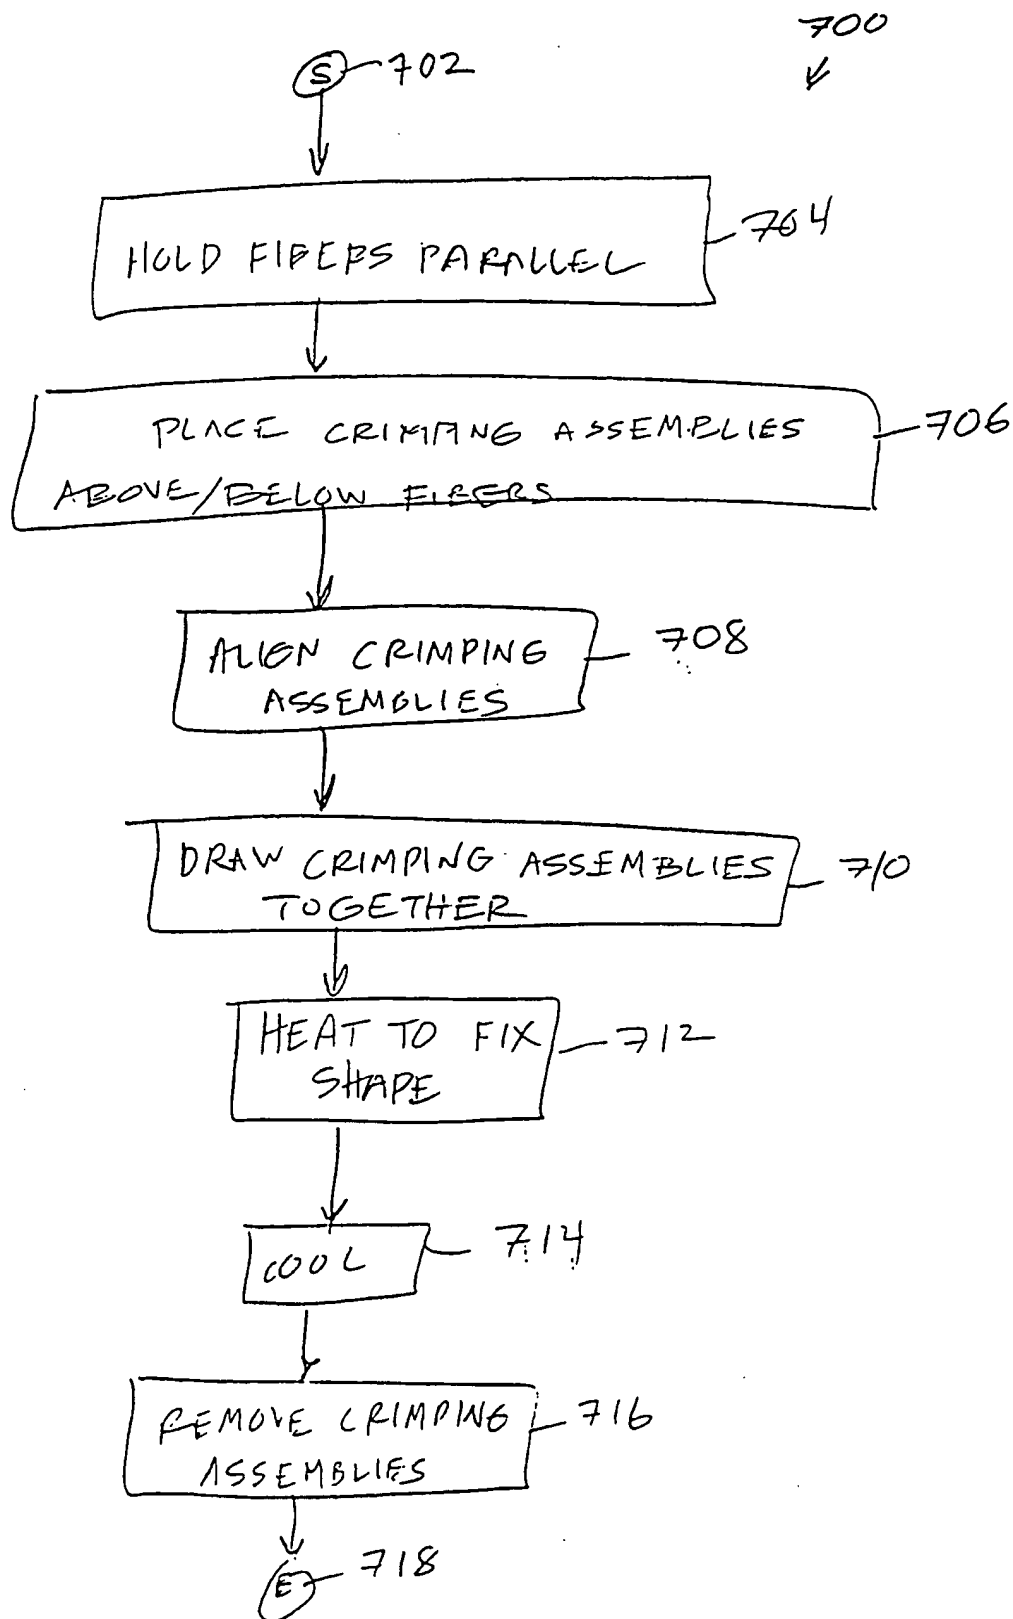 700
S 702
HOLD FIBERS PARALLEL 704
PLACE CRIMPING ASSEMBLIES 706
ABOVE/BELOW FIBERS
ALIGN CRIMPING 708
ASSEMBLIES
DRAW CRIMPING ASSEMBLIES 710
TOGETHER
HEAT TO FIX 712
SHAPE
COOL 714
REMOVE CRIMPING 716
ASSEMBLIES
E 718